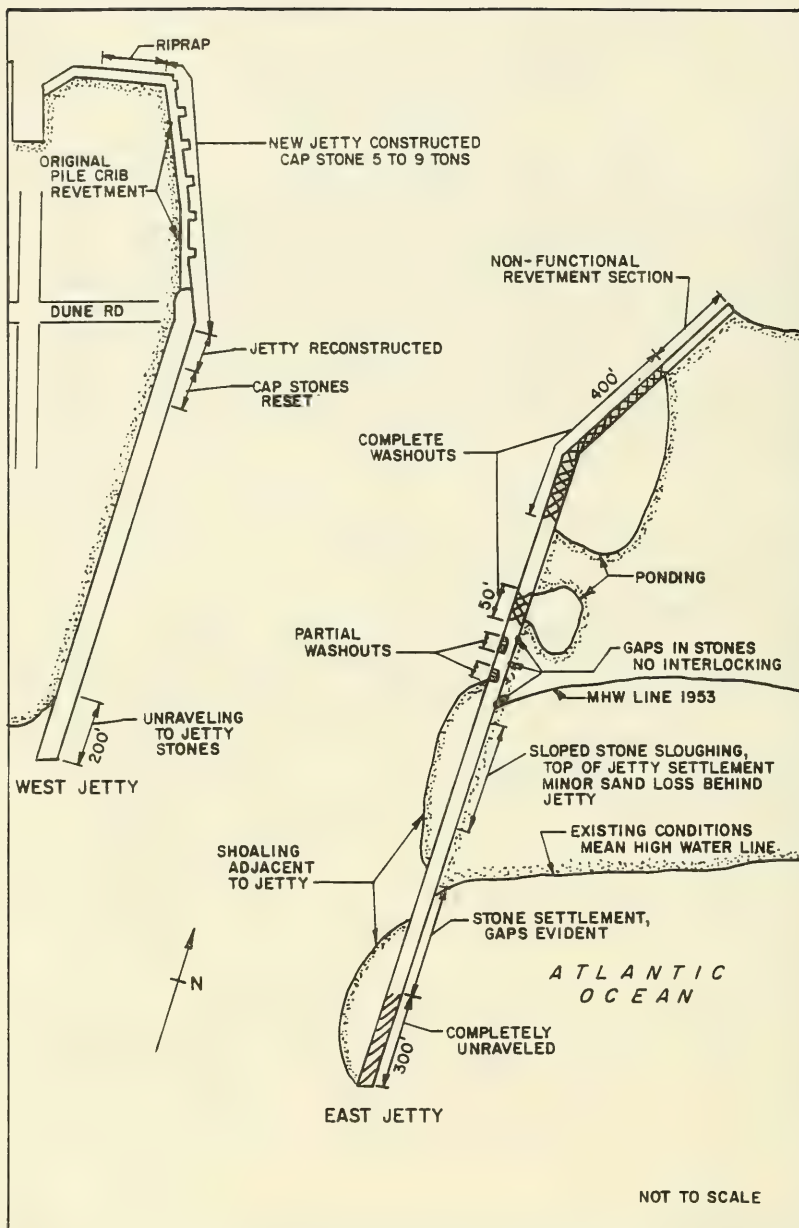 RIPRAP
NEW JETTY CONSTRUCTED
CAP STONE 5 TO 9 TONS
ORIGINAL
PILE CRIB
REVETMENT
NON-FUNCTIONAL
REVETMENT SECTION
DUNE RD
JETTY RECONSTRUCTED
CAP STONES
RESET
400'
COMPLETE
WASHOUTS
PONDING
50'
PARTIAL
WASHOUTS
GAPS IN STONES
NO INTERLOCKING
MHW LINE 1953
UNRAVELING
TO JETTY
STONES
200'
WEST JETTY
SLOPED STONE SLOUGHING,
TOP OF JETTY SETTLEMENT
MINOR SAND LOSS BEHIND
JETTY
EXISTING CONDITIONS
MEAN HIGH WATER LINE
SHOALING
ADJACENT
TO JETTY
STONE SETTLEMENT,
GAPS EVIDENT
ATLANTIC
OCEAN
N
COMPLETELY
UNRAVELED
300'
EAST JETTY
NOT TO SCALE